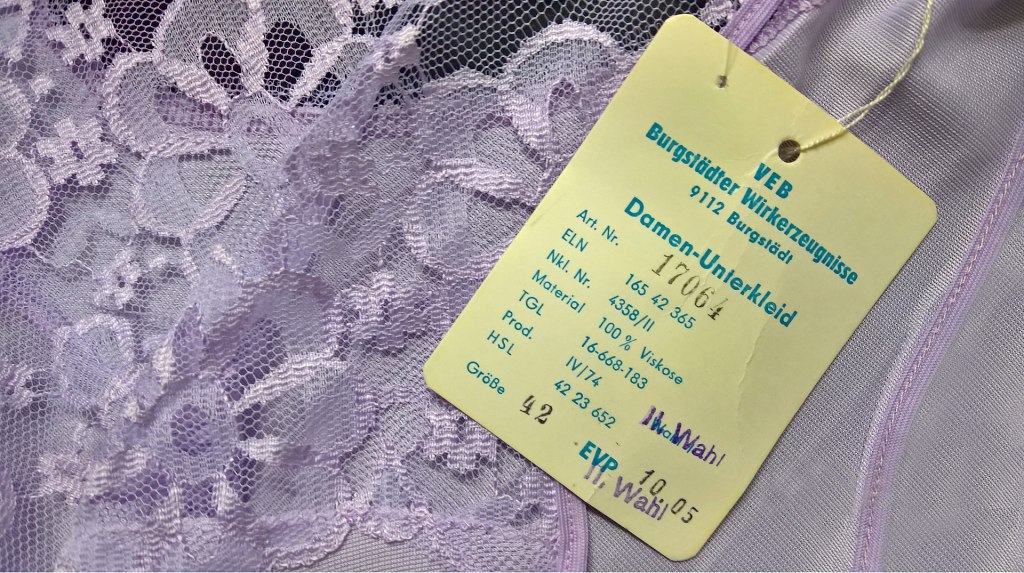 VEB
Burgstädter Wirkerzeugnisse
9112 Burgstädt
Damen-Unterkleid
Art. Nr. 17064
ELN 165 42 365
Nkl. Nr. 4358/II
Material 100 % Viskose
TGL 16-668-183
Prod. IV/74
HSL 42 23 652
Größe 42 II. Wahl
EVP 10 05
II. Wahl